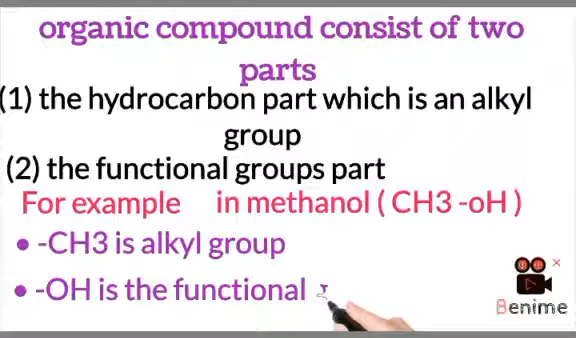 organic compound consist of two
parts
(1) the hydrocarbon part which is an alkyl
group
(2) the functional groups part
For example in methanol ( CH3 -oH )
• -CH3 is alkyl group
• -OH is the functional
Benime